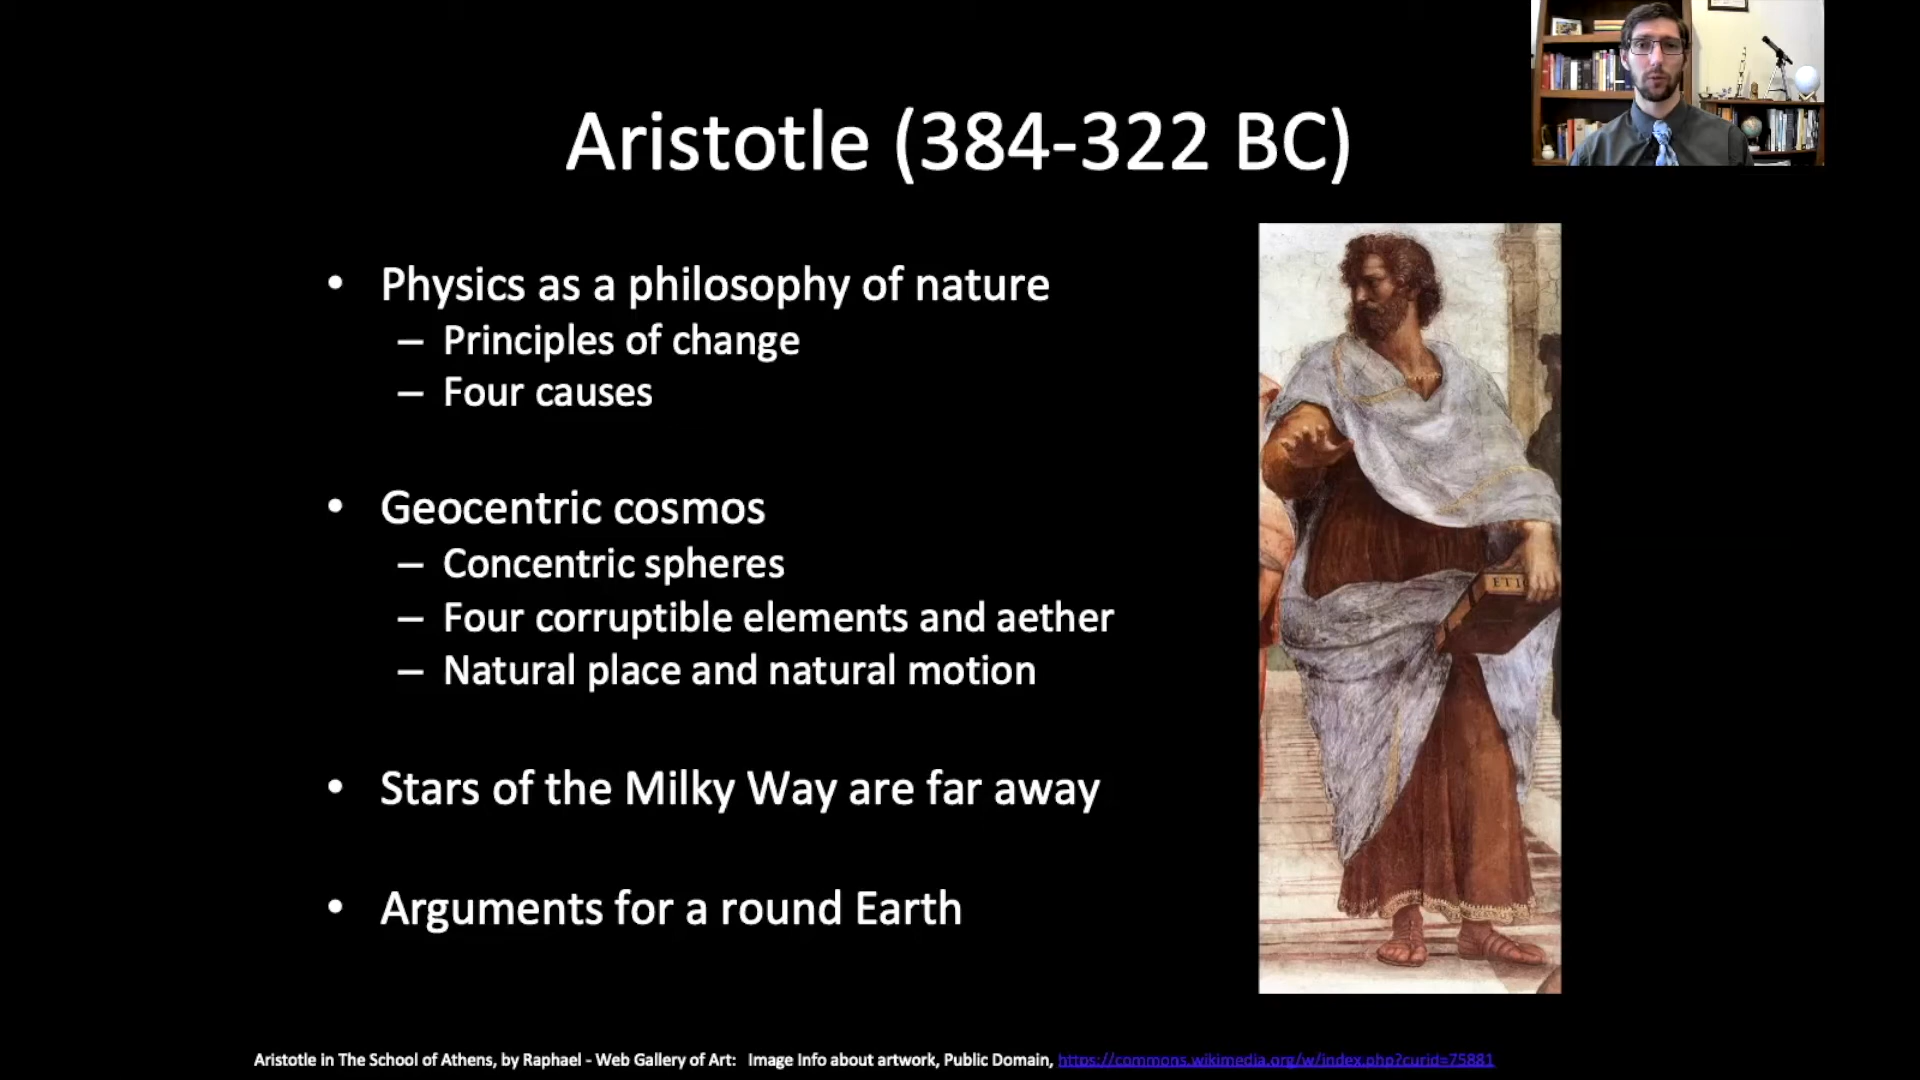 Aristotle (384-322 BC)
• Physics as a philosophy of nature
– Principles of change
– Four causes
• Geocentric cosmos
– Concentric spheres
– Four corruptible elements and aether
– Natural place and natural motion
• Stars of the Milky Way are far away
• Arguments for a round Earth
ETI
Aristotle in The School of Athens, by Raphael - Web Gallery of Art: Image Info about artwork, Public Domain, https://commons.wikimedia.org/w/index.php?curid=75881